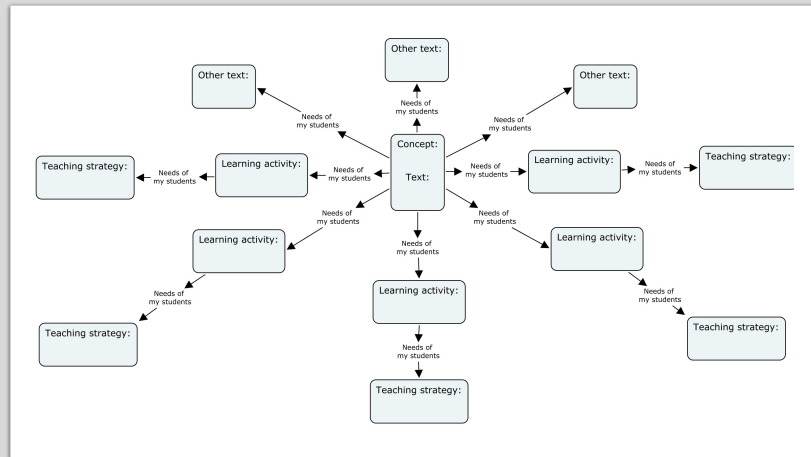 Other text:
Other text:
Other text:
Needs of
my students
Needs of
my students
Needs of
my students
Concept:
Text:
Teaching strategy:
Needs of
my students
Learning activity:
Needs of
my students
Needs of
my students
Learning activity:
Needs of
my students
Teaching strategy:
Needs of
my students
Needs of
my students
Learning activity:
Needs of
my students
Learning activity:
Learning activity:
Needs of
my students
Needs of
my students
Teaching strategy:
Needs of
my students
Teaching strategy:
Teaching strategy: